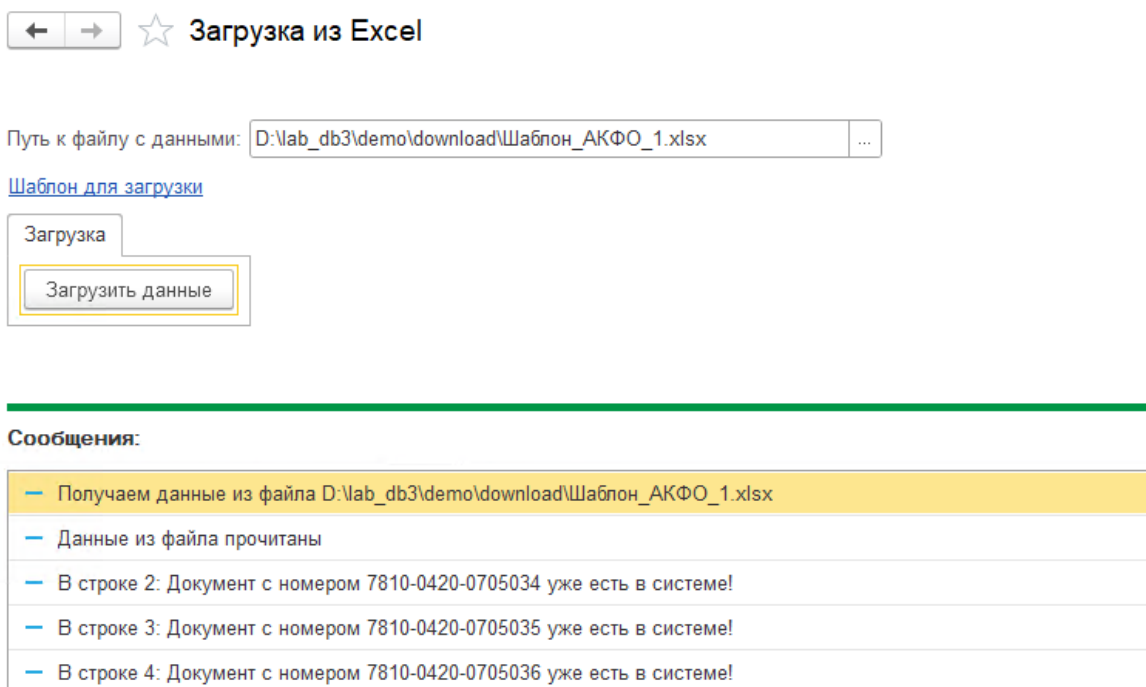 Загрузка из Excel
Путь к файлу с данными: D:\lab_db3\demo\download\Шаблон_АКФО_1.xlsx ...
Шаблон для загрузки
Загрузка
Загрузить данные
Сообщения:
Получаем данные из файла D:\lab_db3\demo\download\Шаблон_АКФО_1.xlsx
Данные из файла прочитаны
В строке 2: Документ с номером 7810-0420-0705034 уже есть в системе!
В строке 3: Документ с номером 7810-0420-0705035 уже есть в системе!
В строке 4: Документ с номером 7810-0420-0705036 уже есть в системе!